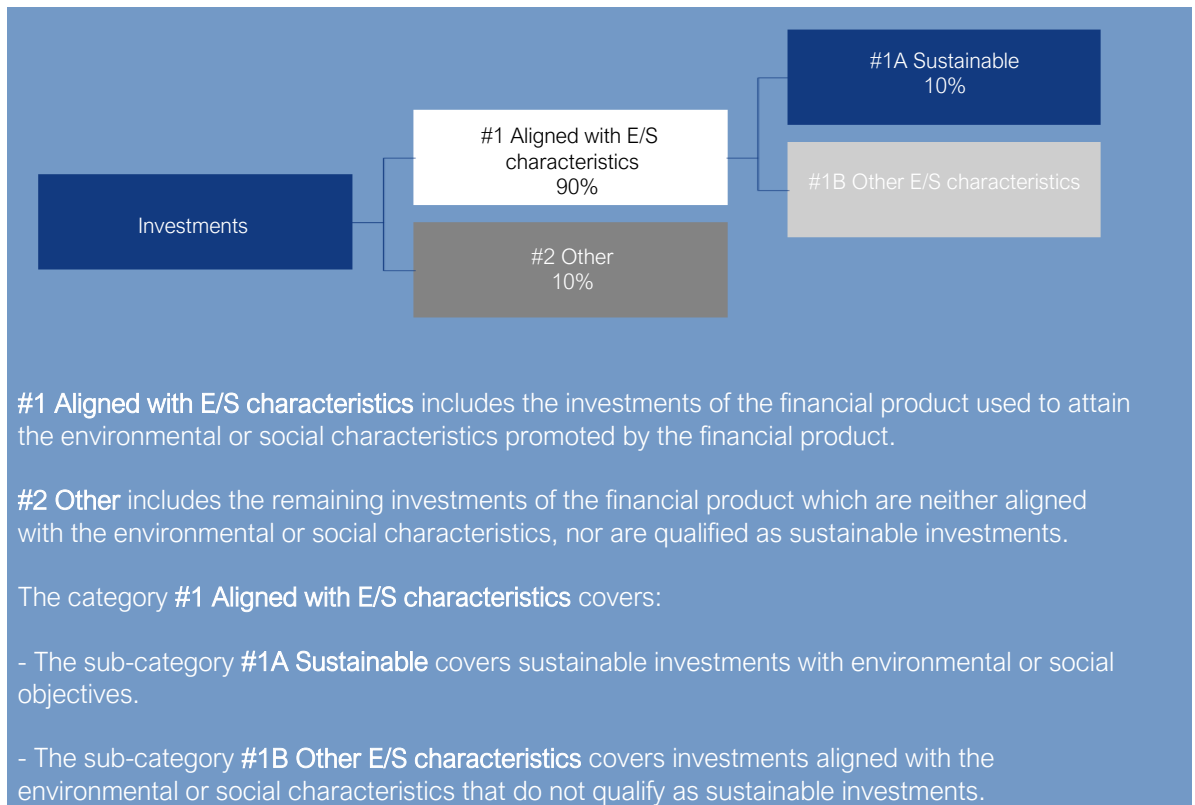 #1A Sustainable
10%
#1 Aligned with E/S
characteristics
90%
#1B Other E/S characteristics
Investments
#2 Other
10%
#1 Aligned with E/S characteristics includes the investments of the financial product used to attain
the environmental or social characteristics promoted by the financial product.
#2 Other includes the remaining investments of the financial product which are neither aligned
with the environmental or social characteristics, nor are qualified as sustainable investments.
The category #1 Aligned with E/S characteristics covers:
- The sub-category #1A Sustainable covers sustainable investments with environmental or social
objectives.
- The sub-category #1B Other E/S characteristics covers investments aligned with the
environmental or social characteristics that do not qualify as sustainable investments.